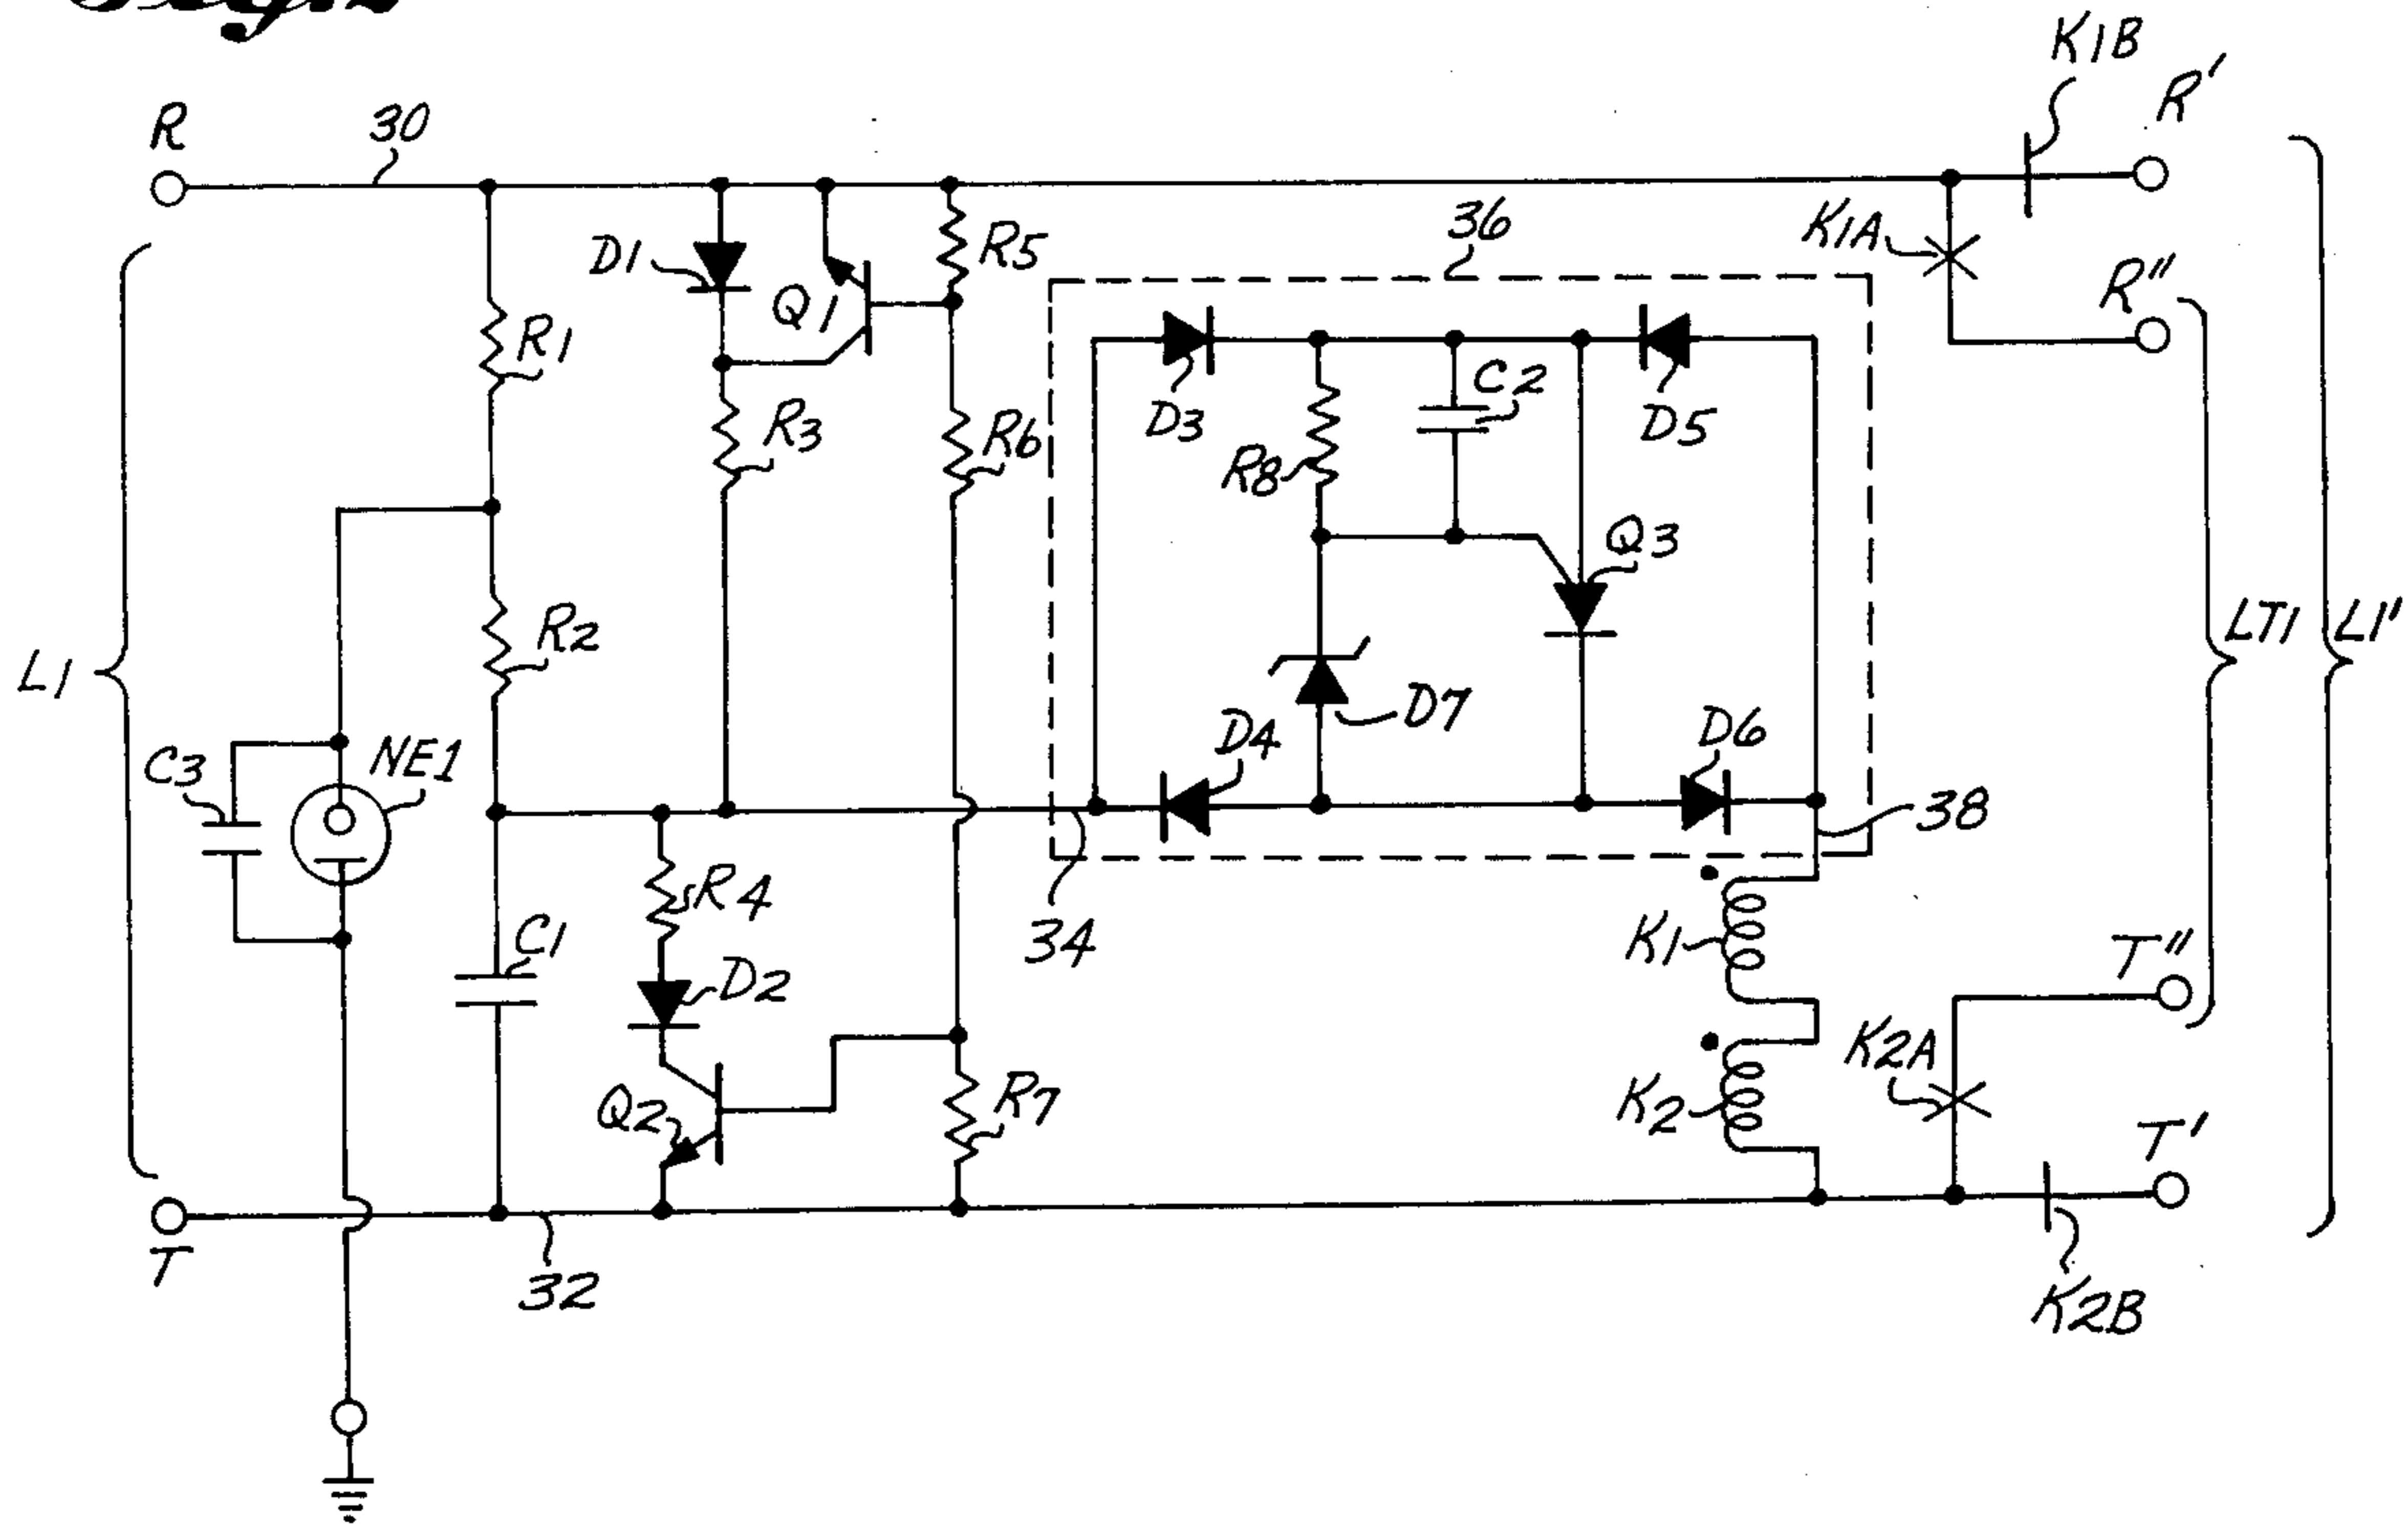 K1B
R'
R
30
36
K1A
D1
Q1
R5
R"
R1
C2
D3
D5
R3
R6
R8
Q3
R2
LT1
L1'
L1
D7
D4
D6
C3
NE1
38
R4
C1
34
K1
T"
D2
K2A
Q2
R7
K2
T'
T
32
K2B